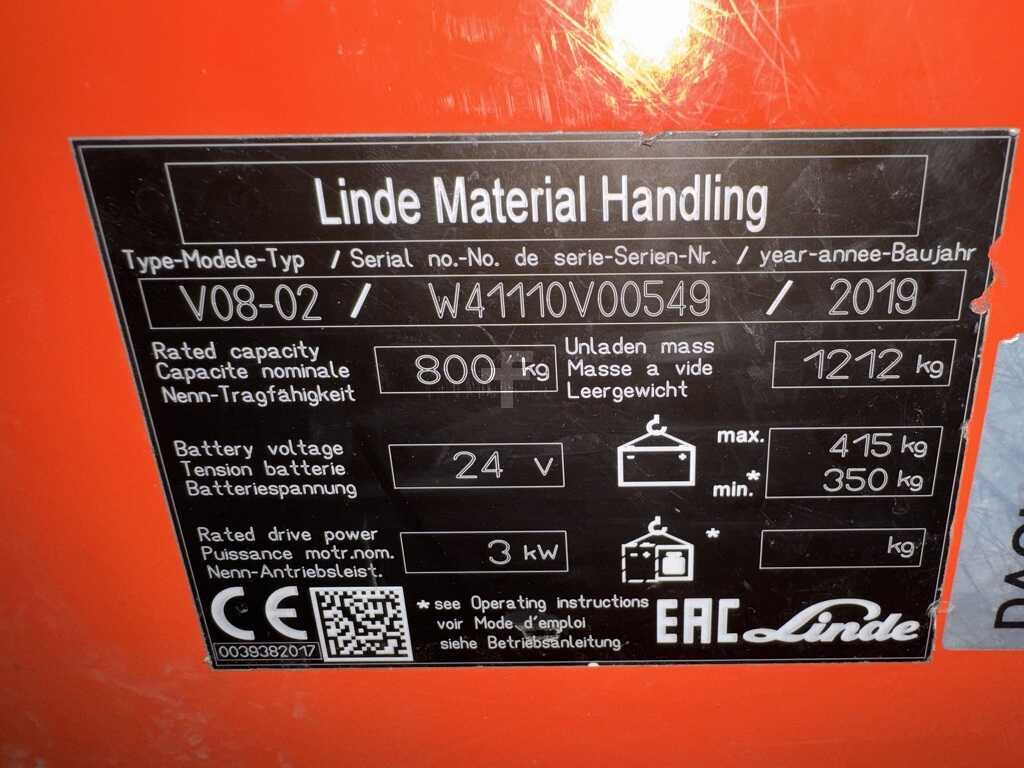 Linde Material Handling
Type-Modele-Typ / Serial no.-No. de serie-Serien-Nr. / year-annee-Baujahr
V08-02 / W41110V00549 / 2019
Rated capacity
Capacite nominale
Nenn-Tragfähigkeit
800 kg
Unladen mass
Masse a vide
Leergewicht
1212 kg
Battery voltage
Tension batterie
Batteriespannung
24 V
max. 415 kg
min.* 350 kg
Rated drive power
Puissance motr.nom.
Nenn-Antriebsleist.
3 kW
* kg
CE
0039382017
* see Operating instructions
voir Mode d'emploi
siehe Betriebsanleitung
EAC Linde